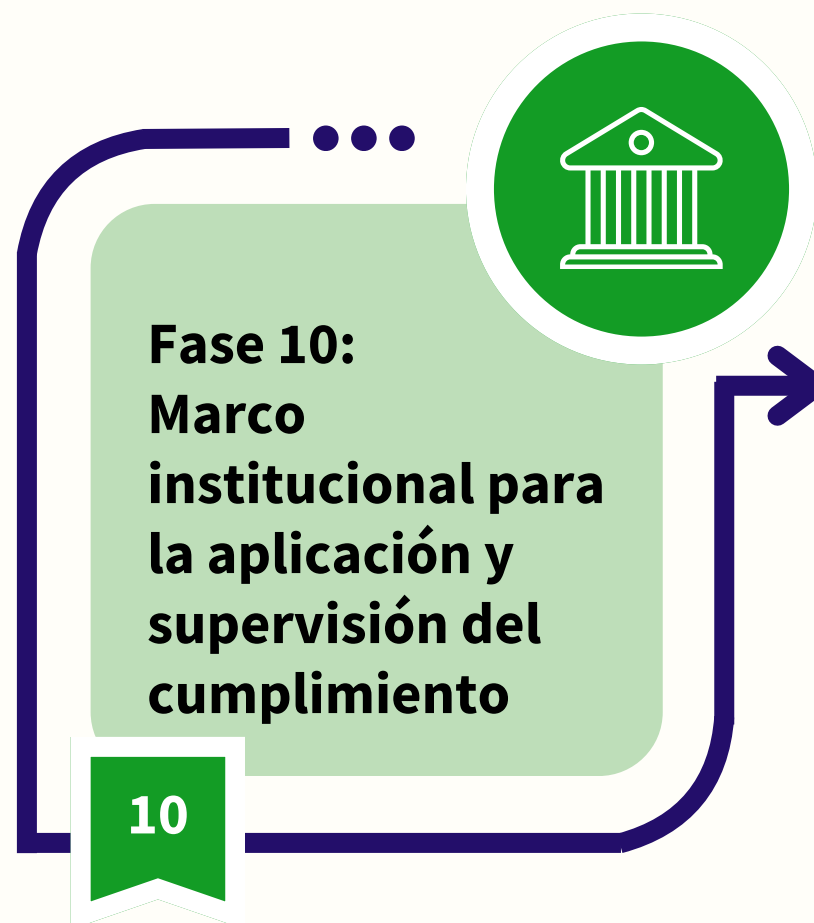 Fase 10:
Marco
institucional para
la aplicación y
supervisión del
cumplimiento
10